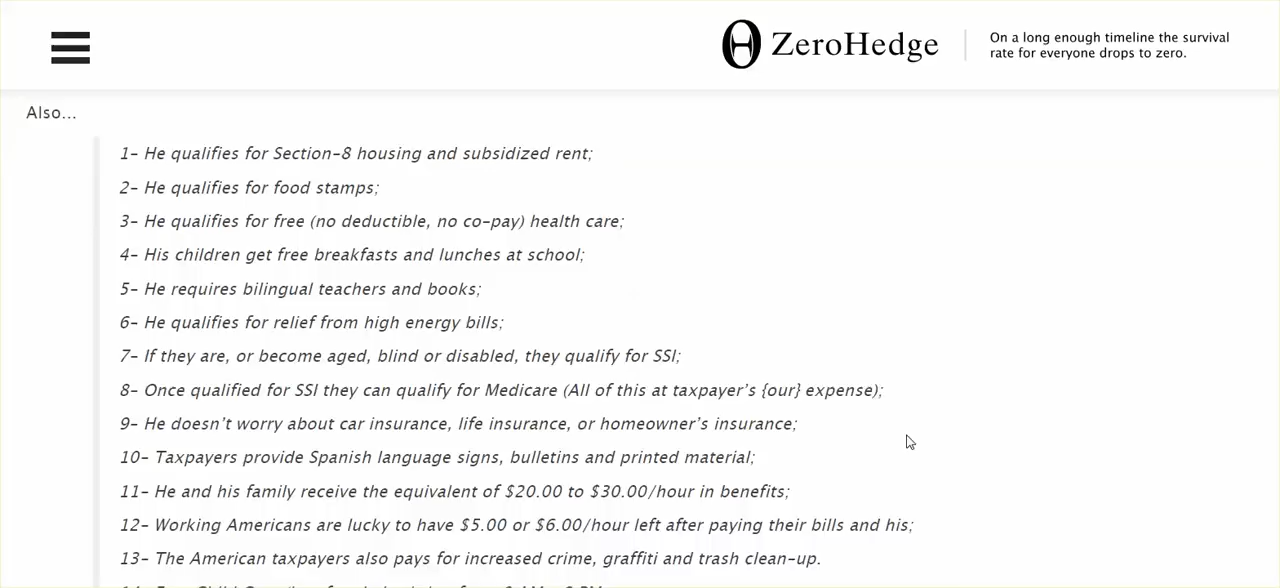 ZeroHedge
On a long enough timeline the survival
rate for everyone drops to zero.
Also...
1- He qualifies for Section-8 housing and subsidized rent;
2- He qualifies for food stamps;
3- He qualifies for free (no deductible, no co-pay) health care;
4- His children get free breakfasts and lunches at school;
5- He requires bilingual teachers and books;
6- He qualifies for relief from high energy bills;
7- If they are, or become aged, blind or disabled, they qualify for SSI;
8- Once qualified for SSI they can qualify for Medicare (All of this at taxpayer's {our} expense);
9- He doesn't worry about car insurance, life insurance, or homeowner's insurance;
10- Taxpayers provide Spanish language signs, bulletins and printed material;
11- He and his family receive the equivalent of $20.00 to $30.00/hour in benefits;
12- Working Americans are lucky to have $5.00 or $6.00/hour left after paying their bills and his;
13- The American taxpayers also pays for increased crime, graffiti and trash clean-up.